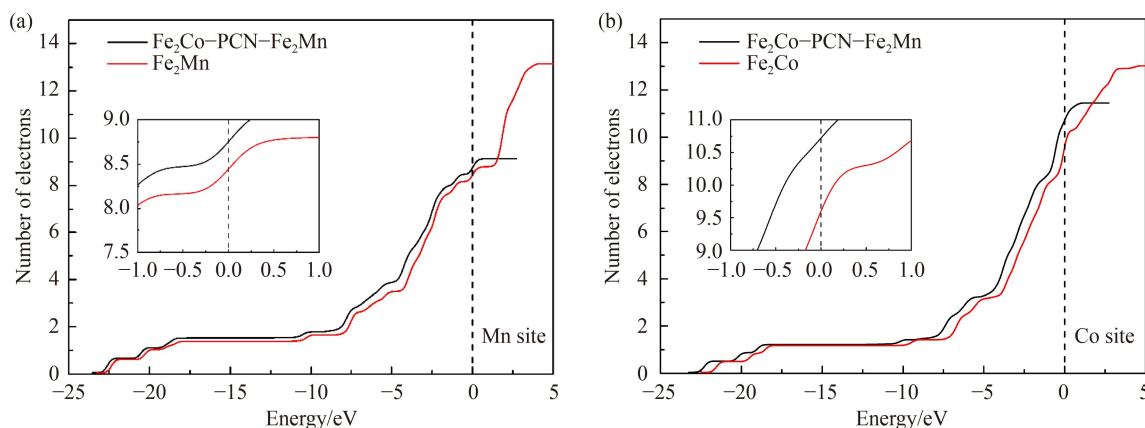 (a)
Number of electrons
14
12
10
8
6
4
2
0
Fe₂Co−PCN−Fe₂Mn
Fe₂Mn
9.0
8.5
8.0
7.5
−1.0 −0.5 0.0 0.5 1.0
Mn site
−25 −20 −15 −10 −5 0 5
Energy/eV
(b)
Number of electrons
14
12
10
8
6
4
2
0
Fe₂Co−PCN−Fe₂Mn
Fe₂Co
11.0
10.5
10.0
9.5
9.0
−1.0 −0.5 0.0 0.5 1.0
Co site
−25 −20 −15 −10 −5 0 5
Energy/eV